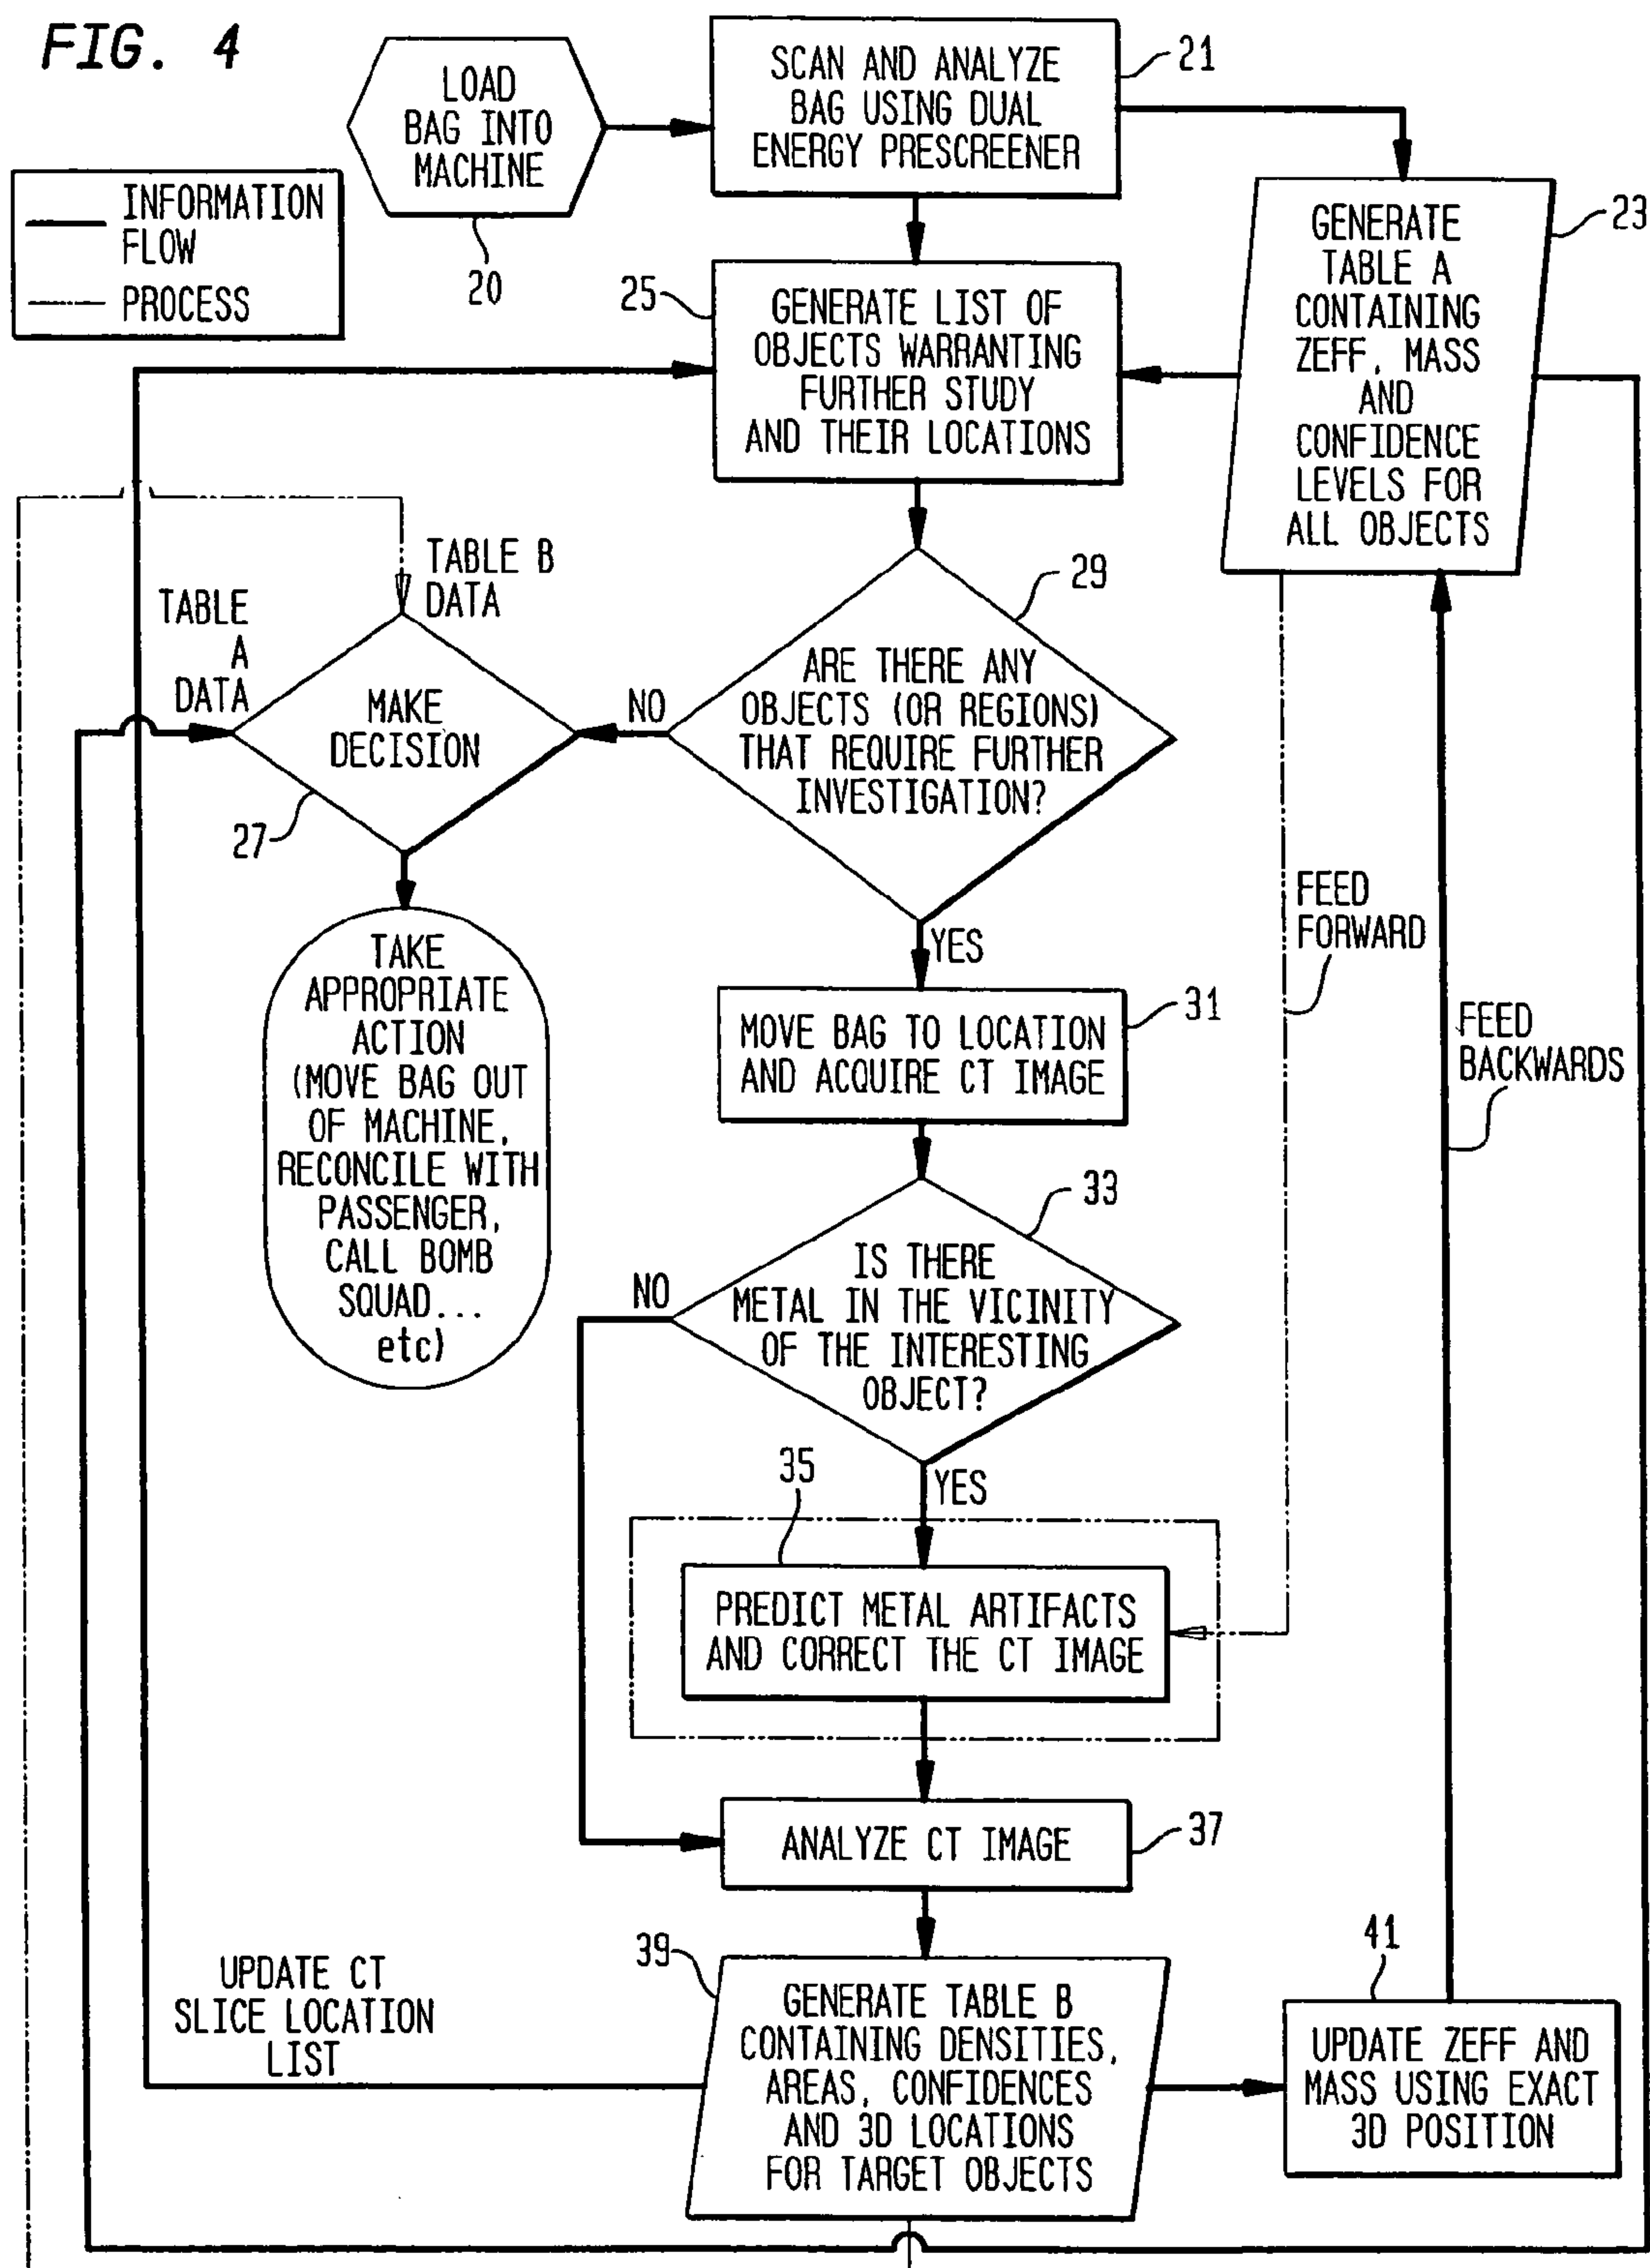 FIG. 4
LOAD
BAG INTO
MACHINE
20
SCAN AND ANALYZE
BAG USING DUAL
ENERGY PRESCREENER
21
INFORMATION
FLOW
PROCESS
GENERATE
TABLE A
CONTAINING
ZEFF, MASS
AND
CONFIDENCE
LEVELS FOR
ALL OBJECTS
23
25
GENERATE LIST OF
OBJECTS WARRANTING
FURTHER STUDY
AND THEIR LOCATIONS
TABLE B
DATA
TABLE
A
DATA
MAKE
DECISION
27
NO
29
ARE THERE ANY
OBJECTS (OR REGIONS)
THAT REQUIRE FURTHER
INVESTIGATION?
YES
TAKE
APPROPRIATE
ACTION
(MOVE BAG OUT
OF MACHINE,
RECONCILE WITH
PASSENGER,
CALL BOMB
SQUAD...
etc)
FEED
FORWARD
FEED
BACKWARDS
MOVE BAG TO LOCATION
AND ACQUIRE CT IMAGE
31
33
IS THERE
METAL IN THE VICINITY
OF THE INTERESTING
OBJECT?
NO
YES
35
PREDICT METAL ARTIFACTS
AND CORRECT THE CT IMAGE
ANALYZE CT IMAGE
37
39
GENERATE TABLE B
CONTAINING DENSITIES,
AREAS, CONFIDENCES
AND 3D LOCATIONS
FOR TARGET OBJECTS
UPDATE CT
SLICE LOCATION
LIST
41
UPDATE ZEFF AND
MASS USING EXACT
3D POSITION